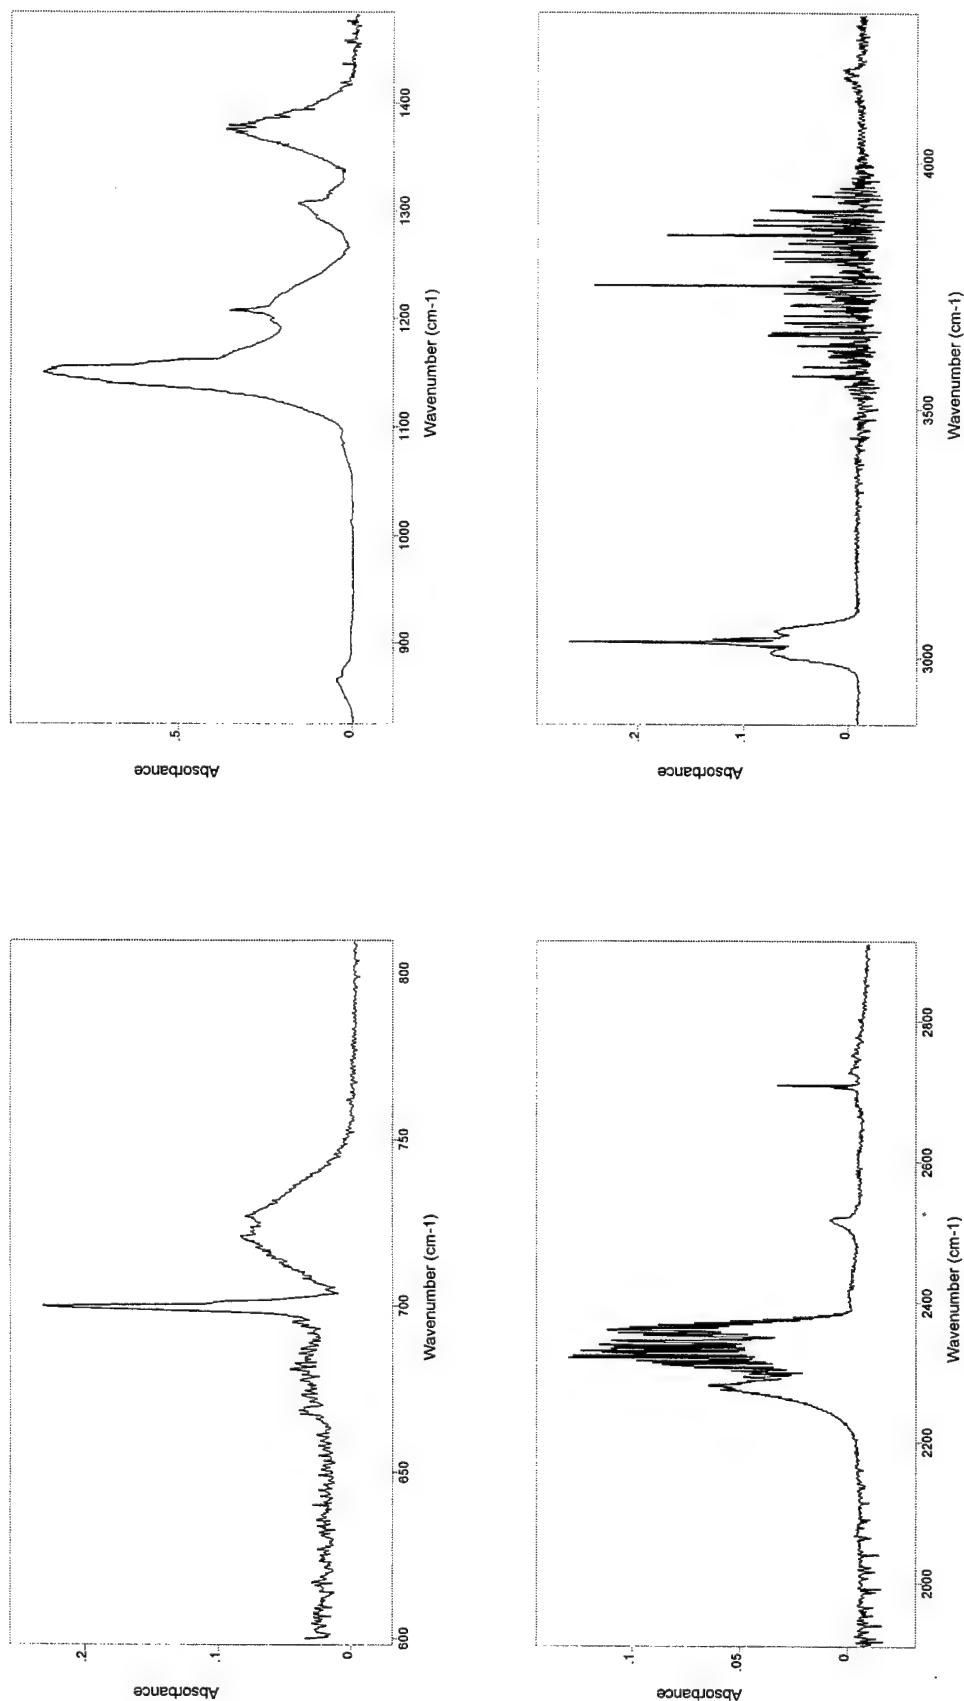 Absorbance
.2
.1
0
600 650 700 750 800
Wavenumber (cm-1)
Absorbance
.5
0
900 1000 1100 1200 1300 1400
Wavenumber (cm-1)
Absorbance
.1
.05
0
2000 2200 2400 2600 2800
Wavenumber (cm-1)
Absorbance
.2
.1
0
3000 3500 4000
Wavenumber (cm-1)